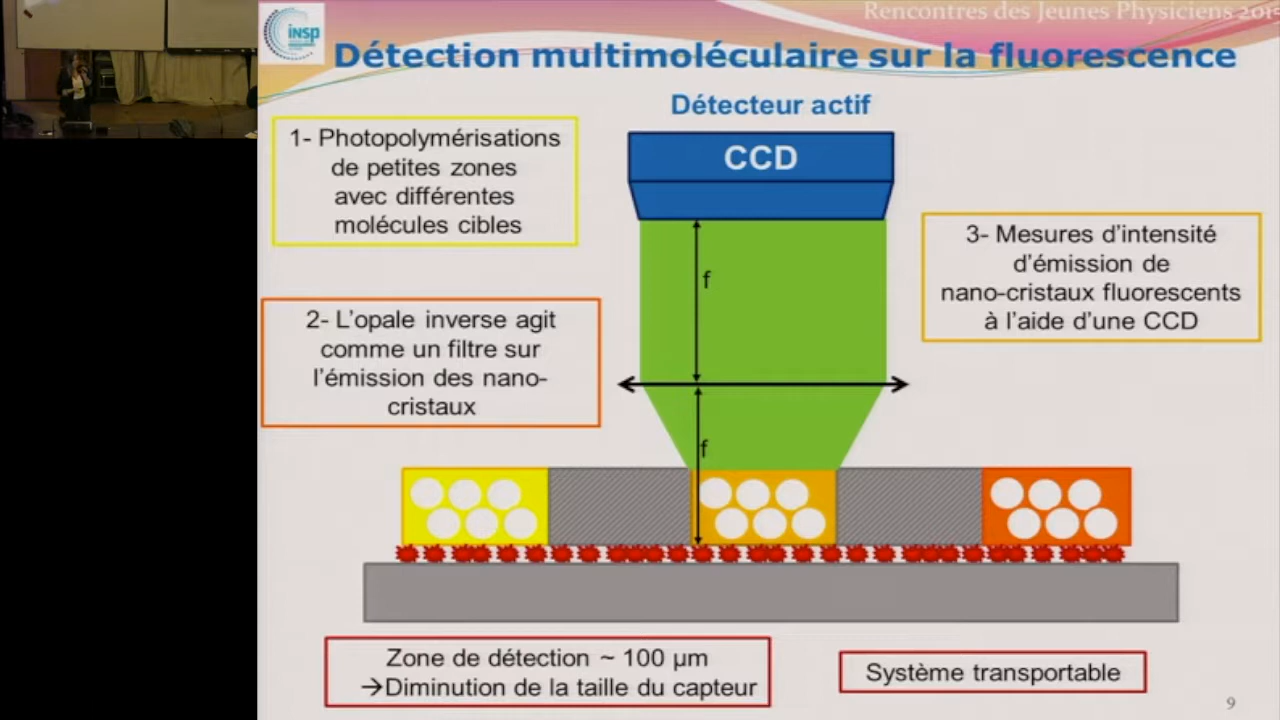 Rencontres des Jeunes Physiciens 201
insp
Détection multimoléculaire sur la fluorescence
Détecteur actif
1- Photopolymérisations
de petites zones
avec différentes
molécules cibles
CCD
3- Mesures d'intensité
d'émission de
nano-cristaux fluorescents
à l'aide d'une CCD
f
2- L'opale inverse agit
comme un filtre sur
l'émission des nano-
cristaux
f
Zone de détection ~ 100 µm
→Diminution de la taille du capteur
Système transportable
9